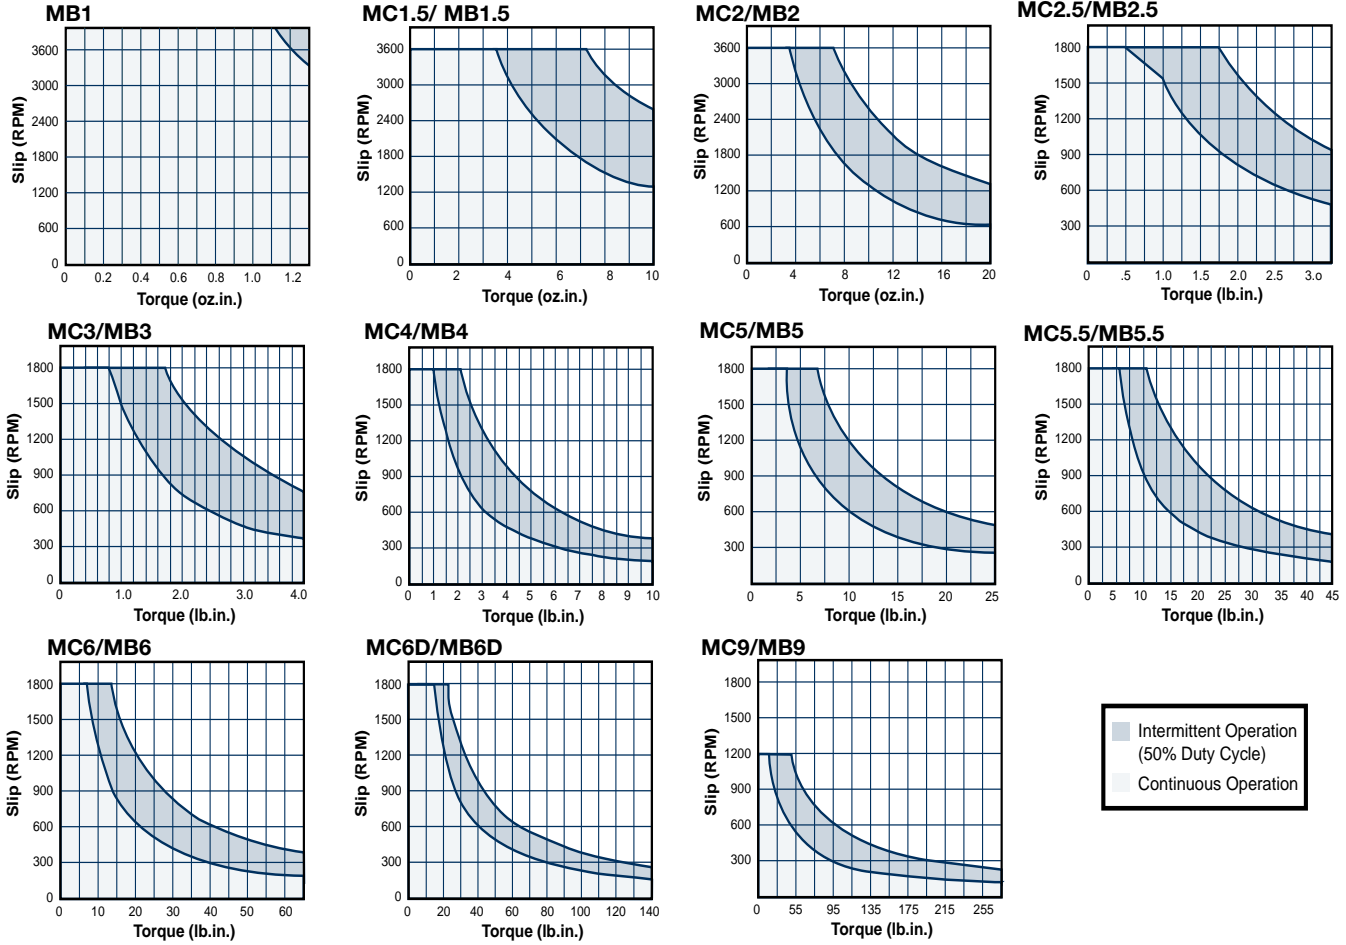 MB1
Slip (RPM)
3600
3000
2400
1800
1200
600
0
0 0.2 0.4 0.6 0.8 1.0 1.2
Torque (oz.in.)
MC1.5/ MB1.5
Slip (RPM)
3600
3000
2400
1800
1200
600
0
0 2 4 6 8 10
Torque (oz.in.)
MC2/MB2
Slip (RPM)
3600
3000
2400
1800
1200
600
0
0 4 8 12 16 20
Torque (oz.in.)
MC2.5/MB2.5
Slip (RPM)
1800
1500
1200
900
600
300
0 .5 1.0 1.5 2.0 2.5 3.o
Torque (lb.in.)
MC3/MB3
Slip (RPM)
1800
1500
1200
900
600
300
0
0 1.0 2.0 3.0 4.0
Torque (lb.in.)
MC4/MB4
Slip (RPM)
1800
1500
1200
900
600
300
0
0 1 2 3 4 5 6 7 8 9 10
Torque (lb.in.)
MC5/MB5
Slip (RPM)
1800
1500
1200
900
600
300
0 5 10 15 20 25
Torque (lb.in.)
MC5.5/MB5.5
Slip (RPM)
1800
1500
1200
900
600
300
0
0 5 10 15 20 25 30 35 40 45
Torque (lb.in.)
MC6/MB6
Slip (RPM)
1800
1500
1200
900
600
300
0
0 10 20 30 40 50 60
Torque (lb.in.)
MC6D/MB6D
Slip (RPM)
1800
1500
1200
900
600
300
0
0 20 40 60 80 100 120 140
Torque (lb.in.)
MC9/MB9
Slip (RPM)
1800
1500
1200
900
600
300
0 55 95 135 175 215 255
Torque (lb.in.)
Intermittent Operation
(50% Duty Cycle)
Continuous Operation